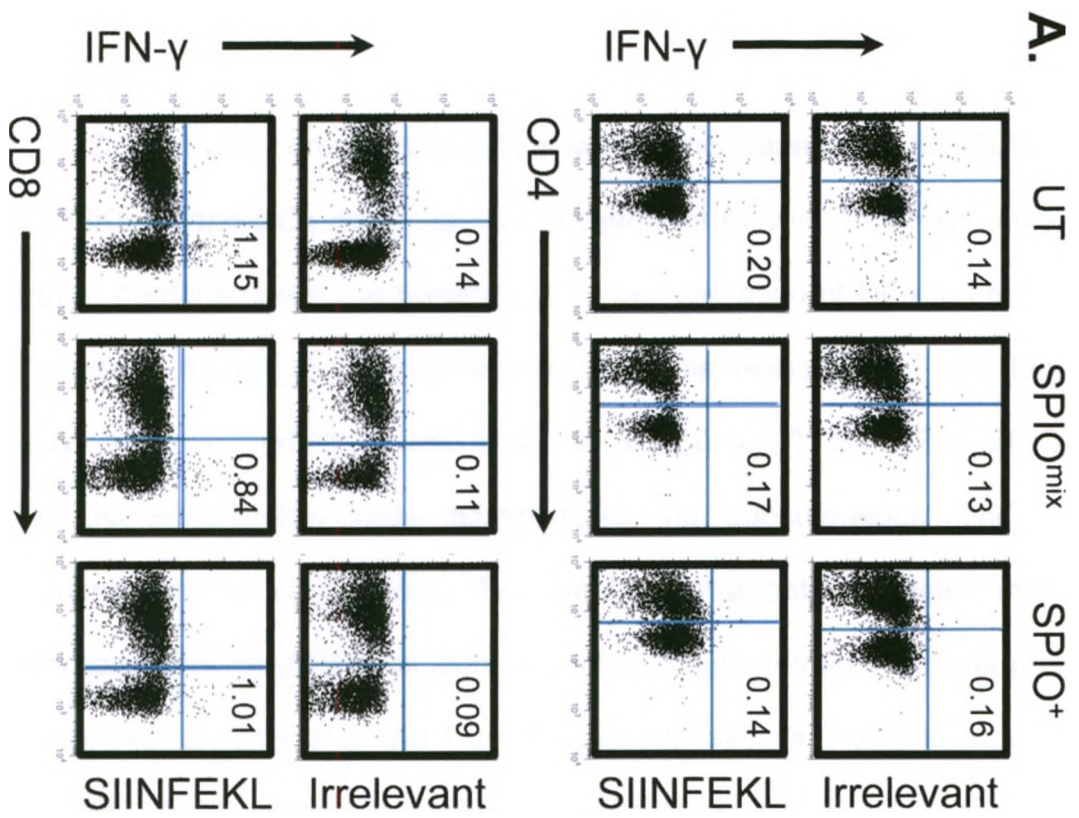 A.
UT SPIOmix SPIO+
IFN-γ
0.14 0.13 0.16
Irrelevant
0.20 0.17 0.14
SIINFEKL
CD4
IFN-γ
0.14 0.11 0.09
Irrelevant
1.15 0.84 1.01
SIINFEKL
CD8